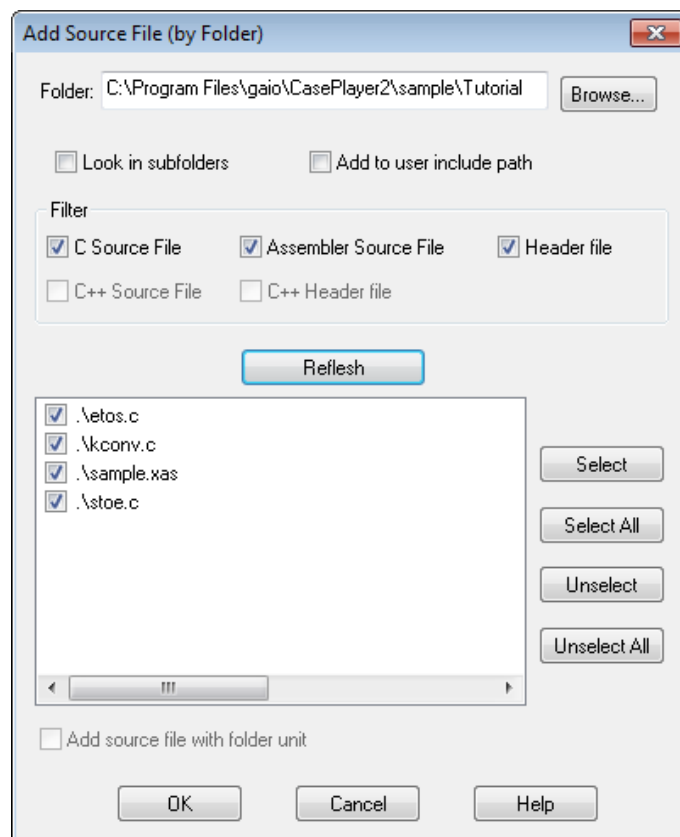 Add Source File (by Folder)
Folder: C:\Program Files\gaio\CasePlayer2\sample\Tutorial Browse...
Look in subfolders Add to user include path
Filter
C Source File Assembler Source File Header file
C++ Source File C++ Header file
Reflesh
.\etos.c
.\kconv.c
.\sample.xas
.\stoe.c
Select
Select All
Unselect
Unselect All
Add source file with folder unit
OK Cancel Help